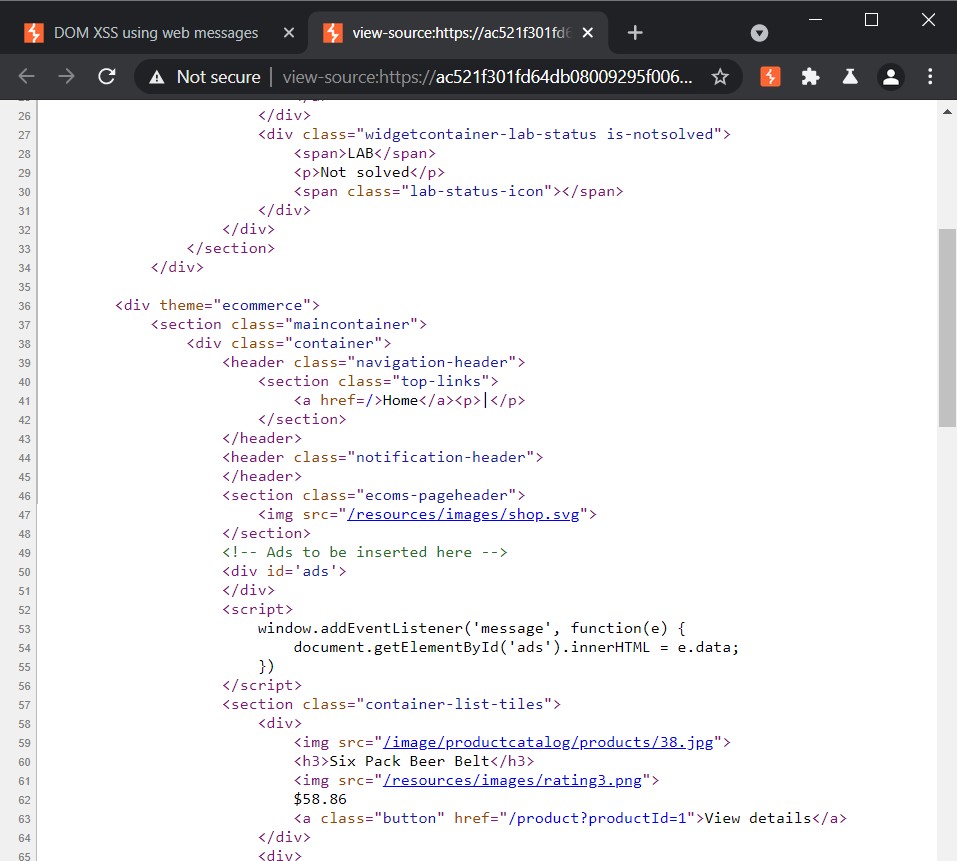 DOM XSS using web messages
view-source:https://ac521f301fd6
Not secure | view-source:https://ac521f301fd64db08009295f006...
26 </div>
27 <div class="widgetcontainer-lab-status is-notsolved">
28 <span>LAB</span>
29 <p>Not solved</p>
30 <span class="lab-status-icon"></span>
31 </div>
32 </div>
33 </section>
34 </div>
35
36 <div theme="ecommerce">
37 <section class="maincontainer">
38 <div class="container">
39 <header class="navigation-header">
40 <section class="top-links">
41 <a href=/>Home</a><p>|</p>
42 </section>
43 </header>
44 <header class="notification-header">
45 </header>
46 <section class="ecoms-pageheader">
47 <img src="/resources/images/shop.svg">
48 </section>
49 <!-- Ads to be inserted here -->
50 <div id='ads'>
51 </div>
52 <script>
53 window.addEventListener('message', function(e) {
54 document.getElementById('ads').innerHTML = e.data;
55 })
56 </script>
57 <section class="container-list-tiles">
58 <div>
59 <img src="/image/productcatalog/products/38.jpg">
60 <h3>Six Pack Beer Belt</h3>
61 <img src="/resources/images/rating3.png">
62 $58.86
63 <a class="button" href="/product?productId=1">View details</a>
64 </div>
65 <div>